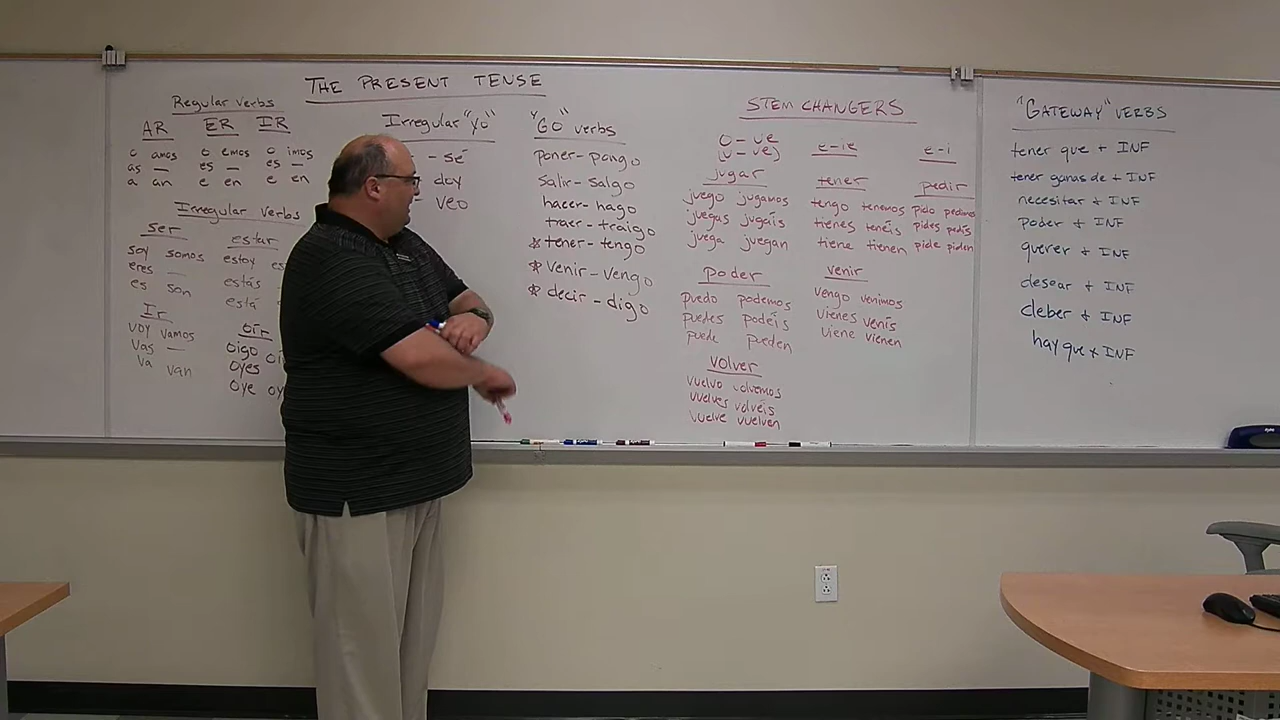 THE PRESENT TENSE
Regular verbs
AR ER IR
o amos o emos o imos
as — es — es —
a an e en e en
Irregular verbs
ser estar
soy somos estoy
eres — estás
es son está
Ir oír
voy vamos oigo
vas — oyes
va van oye
Irregular "yo"
- sé
doy
- veo
"GO" verbs
poner - pongo
salir - salgo
hacer - hago
traer - traigo
* tener - tengo
* venir - vengo
* decir - digo
STEM CHANGERS
o - ue e - ie e - i
(u - ue)
jugar tener pedir
juego jugamos tengo tenemos pido pedimos
juegas jugáis tienes tenéis pides pedís
juega juegan tiene tienen pide piden
poder venir
puedo podemos vengo venimos
puedes podéis vienes venís
puede pueden viene vienen
volver
vuelvo volvemos
vuelves volvéis
vuelve vuelven
"GATEWAY" VERBS
tener que + INF
tener ganas de + INF
necesitar + INF
poder + INF
querer + INF
desear + INF
deber + INF
hay que + INF